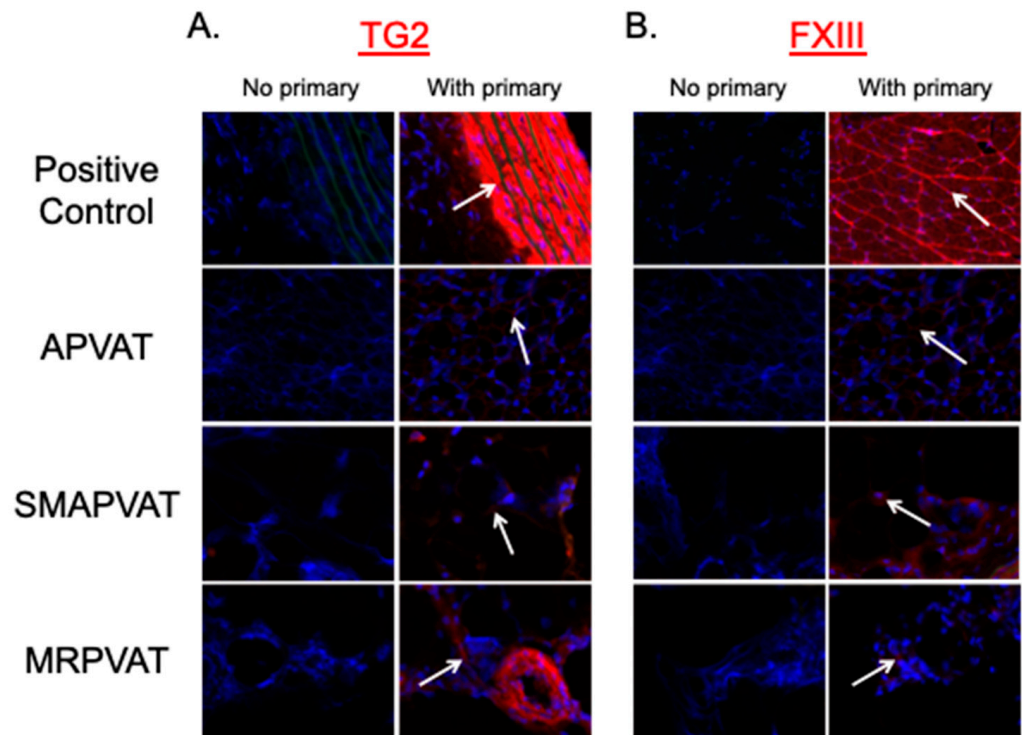 A.
TG2
B.
FXIII
No primary
With primary
No primary
With primary
Positive
Control
APVAT
SMAPVAT
MRPVAT